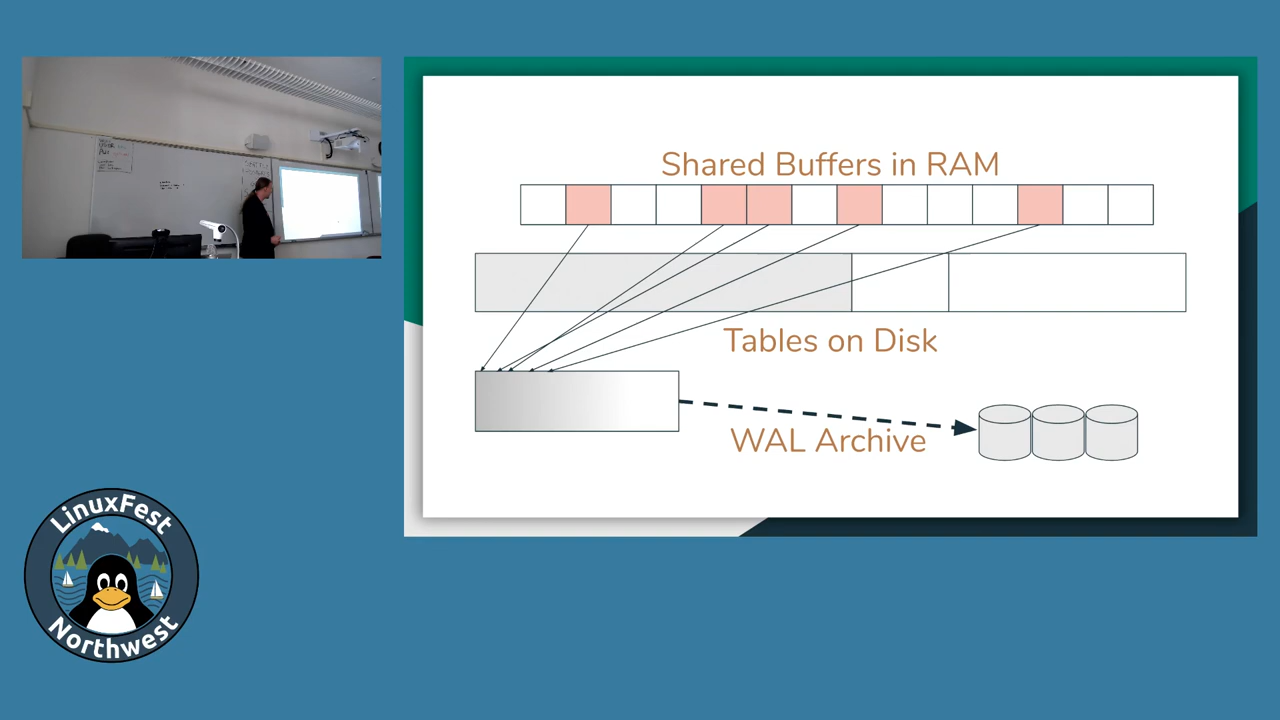 Shared Buffers in RAM
Tables on Disk
WAL Archive
LinuxFest
Northwest